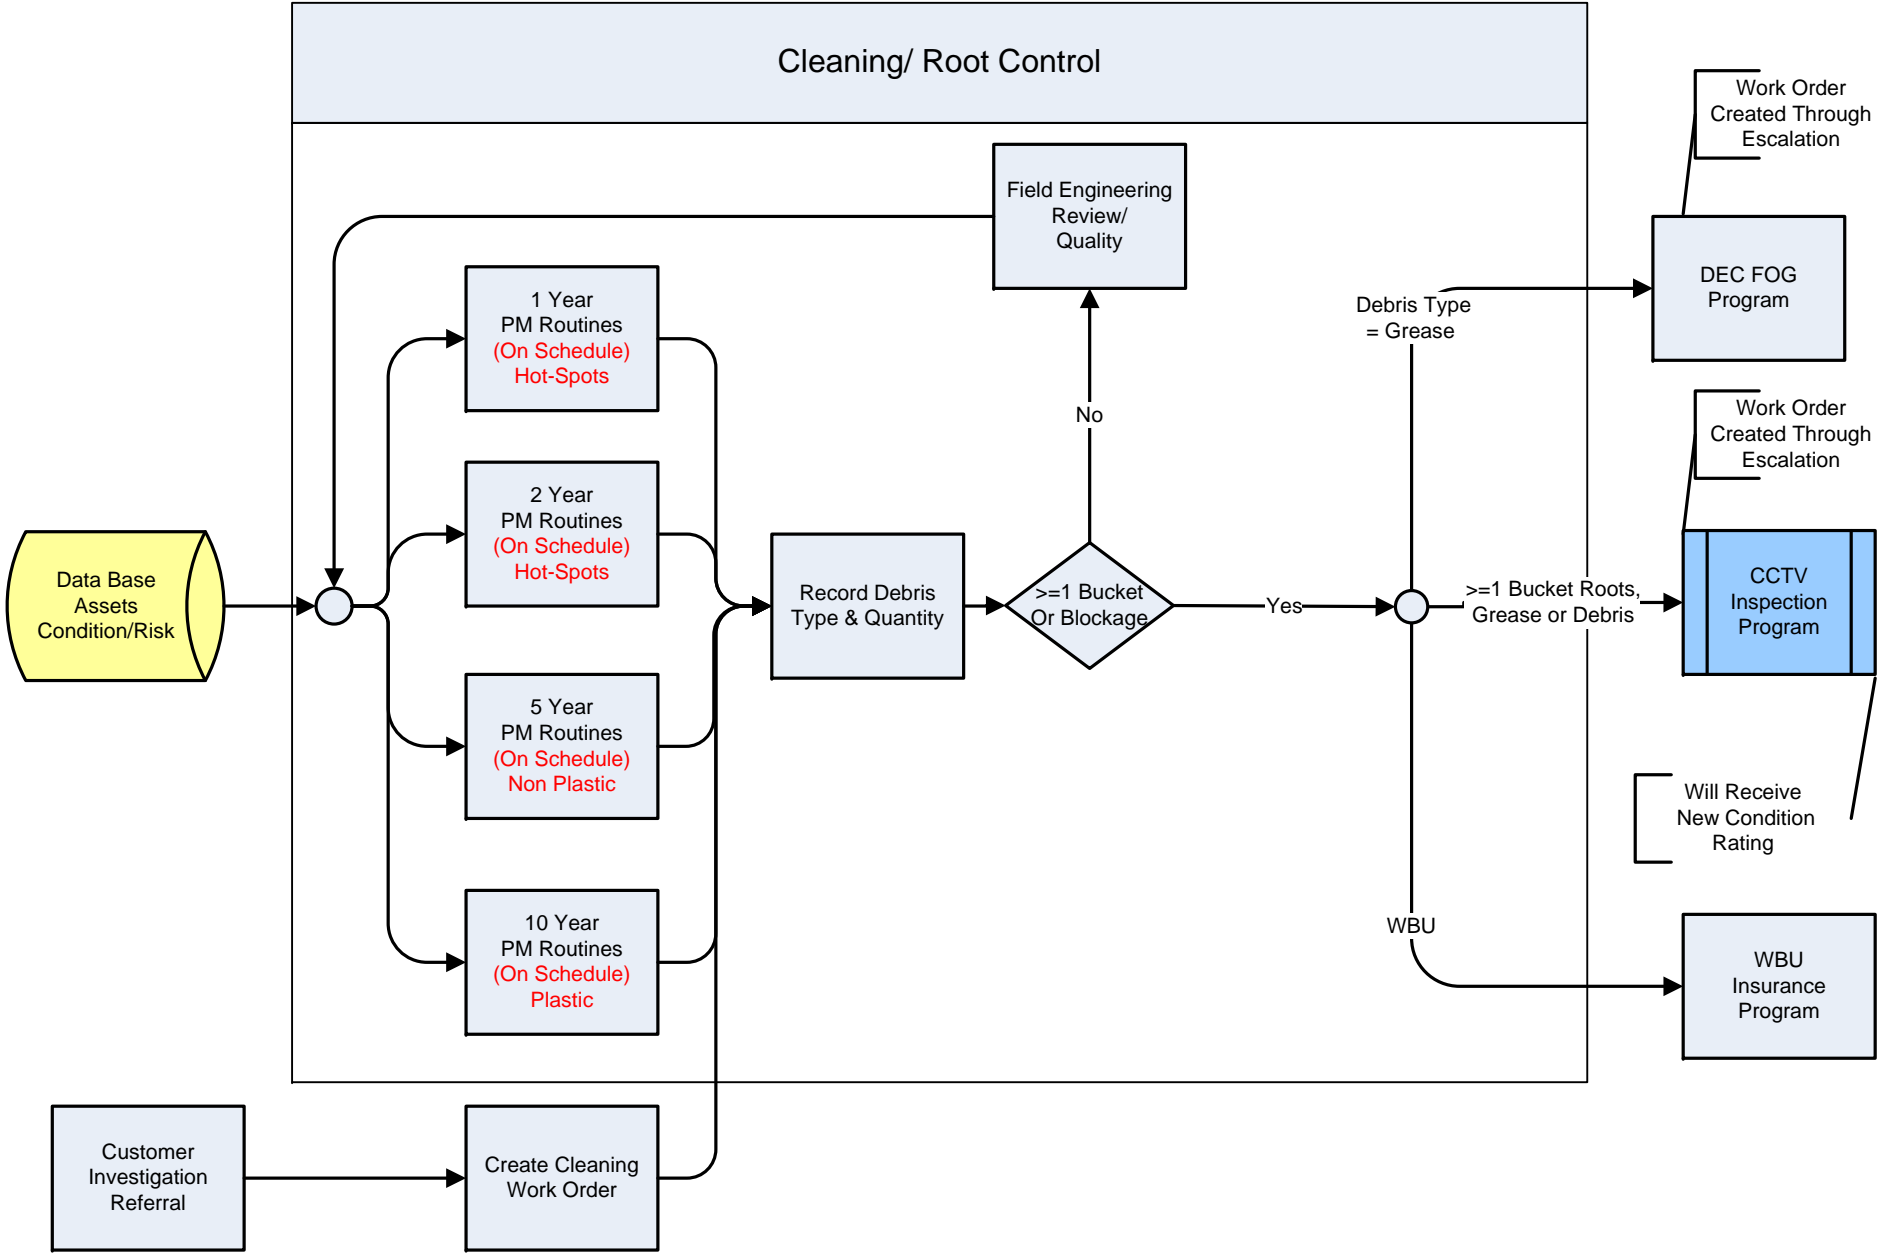 Cleaning/ Root Control
Work Order
Created Through
Escalation
Field Engineering
Review/
Quality
DEC FOG
Program
1 Year
PM Routines
(On Schedule)
Hot-Spots
Debris Type
= Grease
No
Work Order
Created Through
Escalation
2 Year
PM Routines
(On Schedule)
Hot-Spots
Data Base
Assets
Condition/Risk
Record Debris
Type & Quantity
>=1 Bucket
Or Blockage
Yes
>=1 Bucket Roots,
Grease or Debris
CCTV
Inspection
Program
5 Year
PM Routines
(On Schedule)
Non Plastic
Will Receive
New Condition
Rating
10 Year
PM Routines
(On Schedule)
Plastic
WBU
WBU
Insurance
Program
Customer
Investigation
Referral
Create Cleaning
Work Order